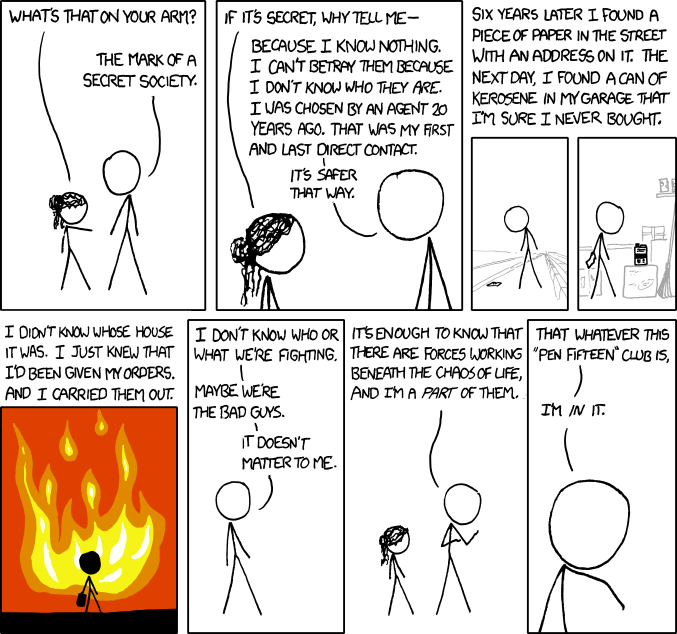 WHAT'S THAT ON YOUR ARM?
THE MARK OF A
SECRET SOCIETY.
IF IT'S SECRET, WHY TELL ME—
BECAUSE I KNOW NOTHING.
I CAN'T BETRAY THEM BECAUSE
I DON'T KNOW WHO THEY ARE.
I WAS CHOSEN BY AN AGENT 20
YEARS AGO. THAT WAS MY FIRST
AND LAST DIRECT CONTACT.
IT'S SAFER
THAT WAY.
SIX YEARS LATER I FOUND A
PIECE OF PAPER IN THE STREET
WITH AN ADDRESS ON IT. THE
NEXT DAY, I FOUND A CAN OF
KEROSENE IN MY GARAGE THAT
I'M SURE I NEVER BOUGHT.
I DIDN'T KNOW WHOSE HOUSE
IT WAS. I JUST KNEW THAT
I'D BEEN GIVEN MY ORDERS.
AND I CARRIED THEM OUT.
I DON'T KNOW WHO OR
WHAT WE'RE FIGHTING.
MAYBE WE'RE
THE BAD GUYS.
IT DOESN'T
MATTER TO ME.
IT'S ENOUGH TO KNOW THAT
THERE ARE FORCES WORKING
BENEATH THE CHAOS OF LIFE,
AND I'M A PART OF THEM.
THAT WHATEVER THIS
"PEN FIFTEEN" CLUB IS,
I'M IN IT.